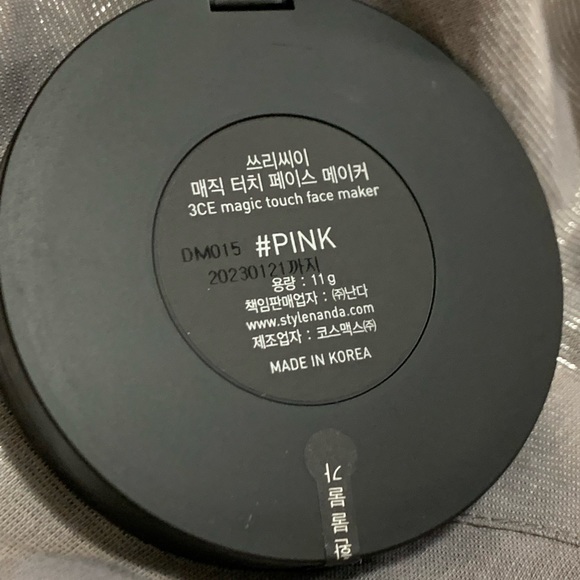 쓰리씨이
매직 터치 페이스 메이커
3CE magic touch face maker
DM015 #PINK
20230121까지
용량 : 11g
책임판매업자 : ㈜난다
www.stylenanda.com
제조업자 : 코스맥스㈜
MADE IN KOREA